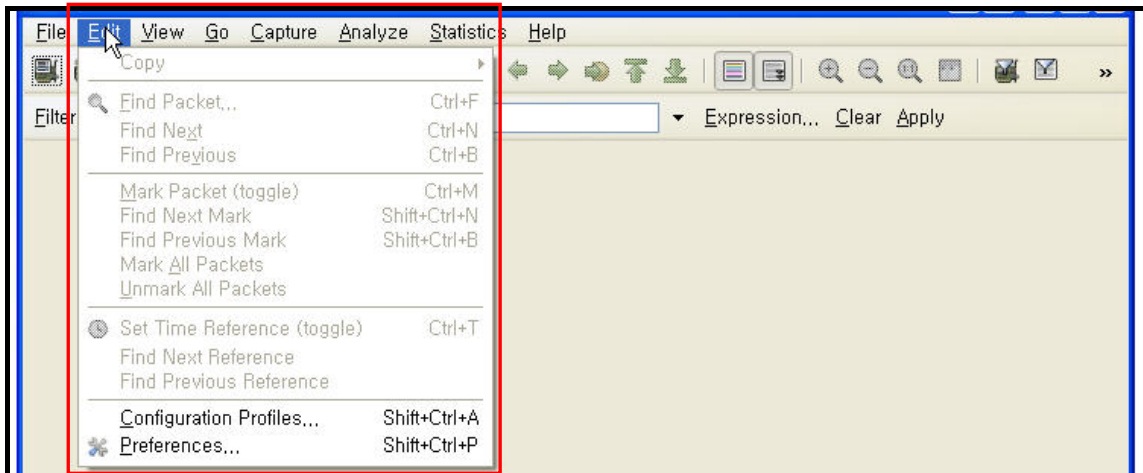 File Edit View Go Capture Analyze Statistics Help
Copy
Filter
Expression... Clear Apply
Find Packet... Ctrl+F
Find Next Ctrl+N
Find Previous Ctrl+B
Mark Packet (toggle) Ctrl+M
Find Next Mark Shift+Ctrl+N
Find Previous Mark Shift+Ctrl+B
Mark All Packets
Unmark All Packets
Set Time Reference (toggle) Ctrl+T
Find Next Reference
Find Previous Reference
Configuration Profiles... Shift+Ctrl+A
Preferences... Shift+Ctrl+P